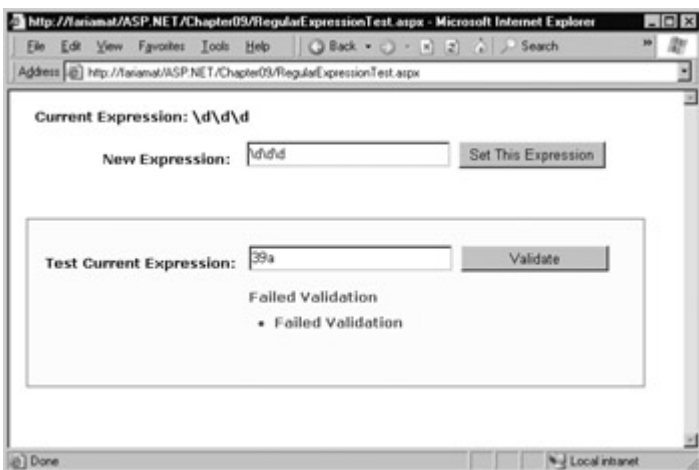 http://fariamat/ASP.NET/Chapter09/RegularExpressionTest.aspx - Microsoft Internet Explorer
File Edit View Favorites Tools Help Back Search »
Address http://fariamat/ASP.NET/Chapter09/RegularExpressionTest.aspx
Current Expression: \d\d\d
New Expression: \d\d\d Set This Expression
Test Current Expression: 39a Validate
Failed Validation
• Failed Validation
Done Local intranet